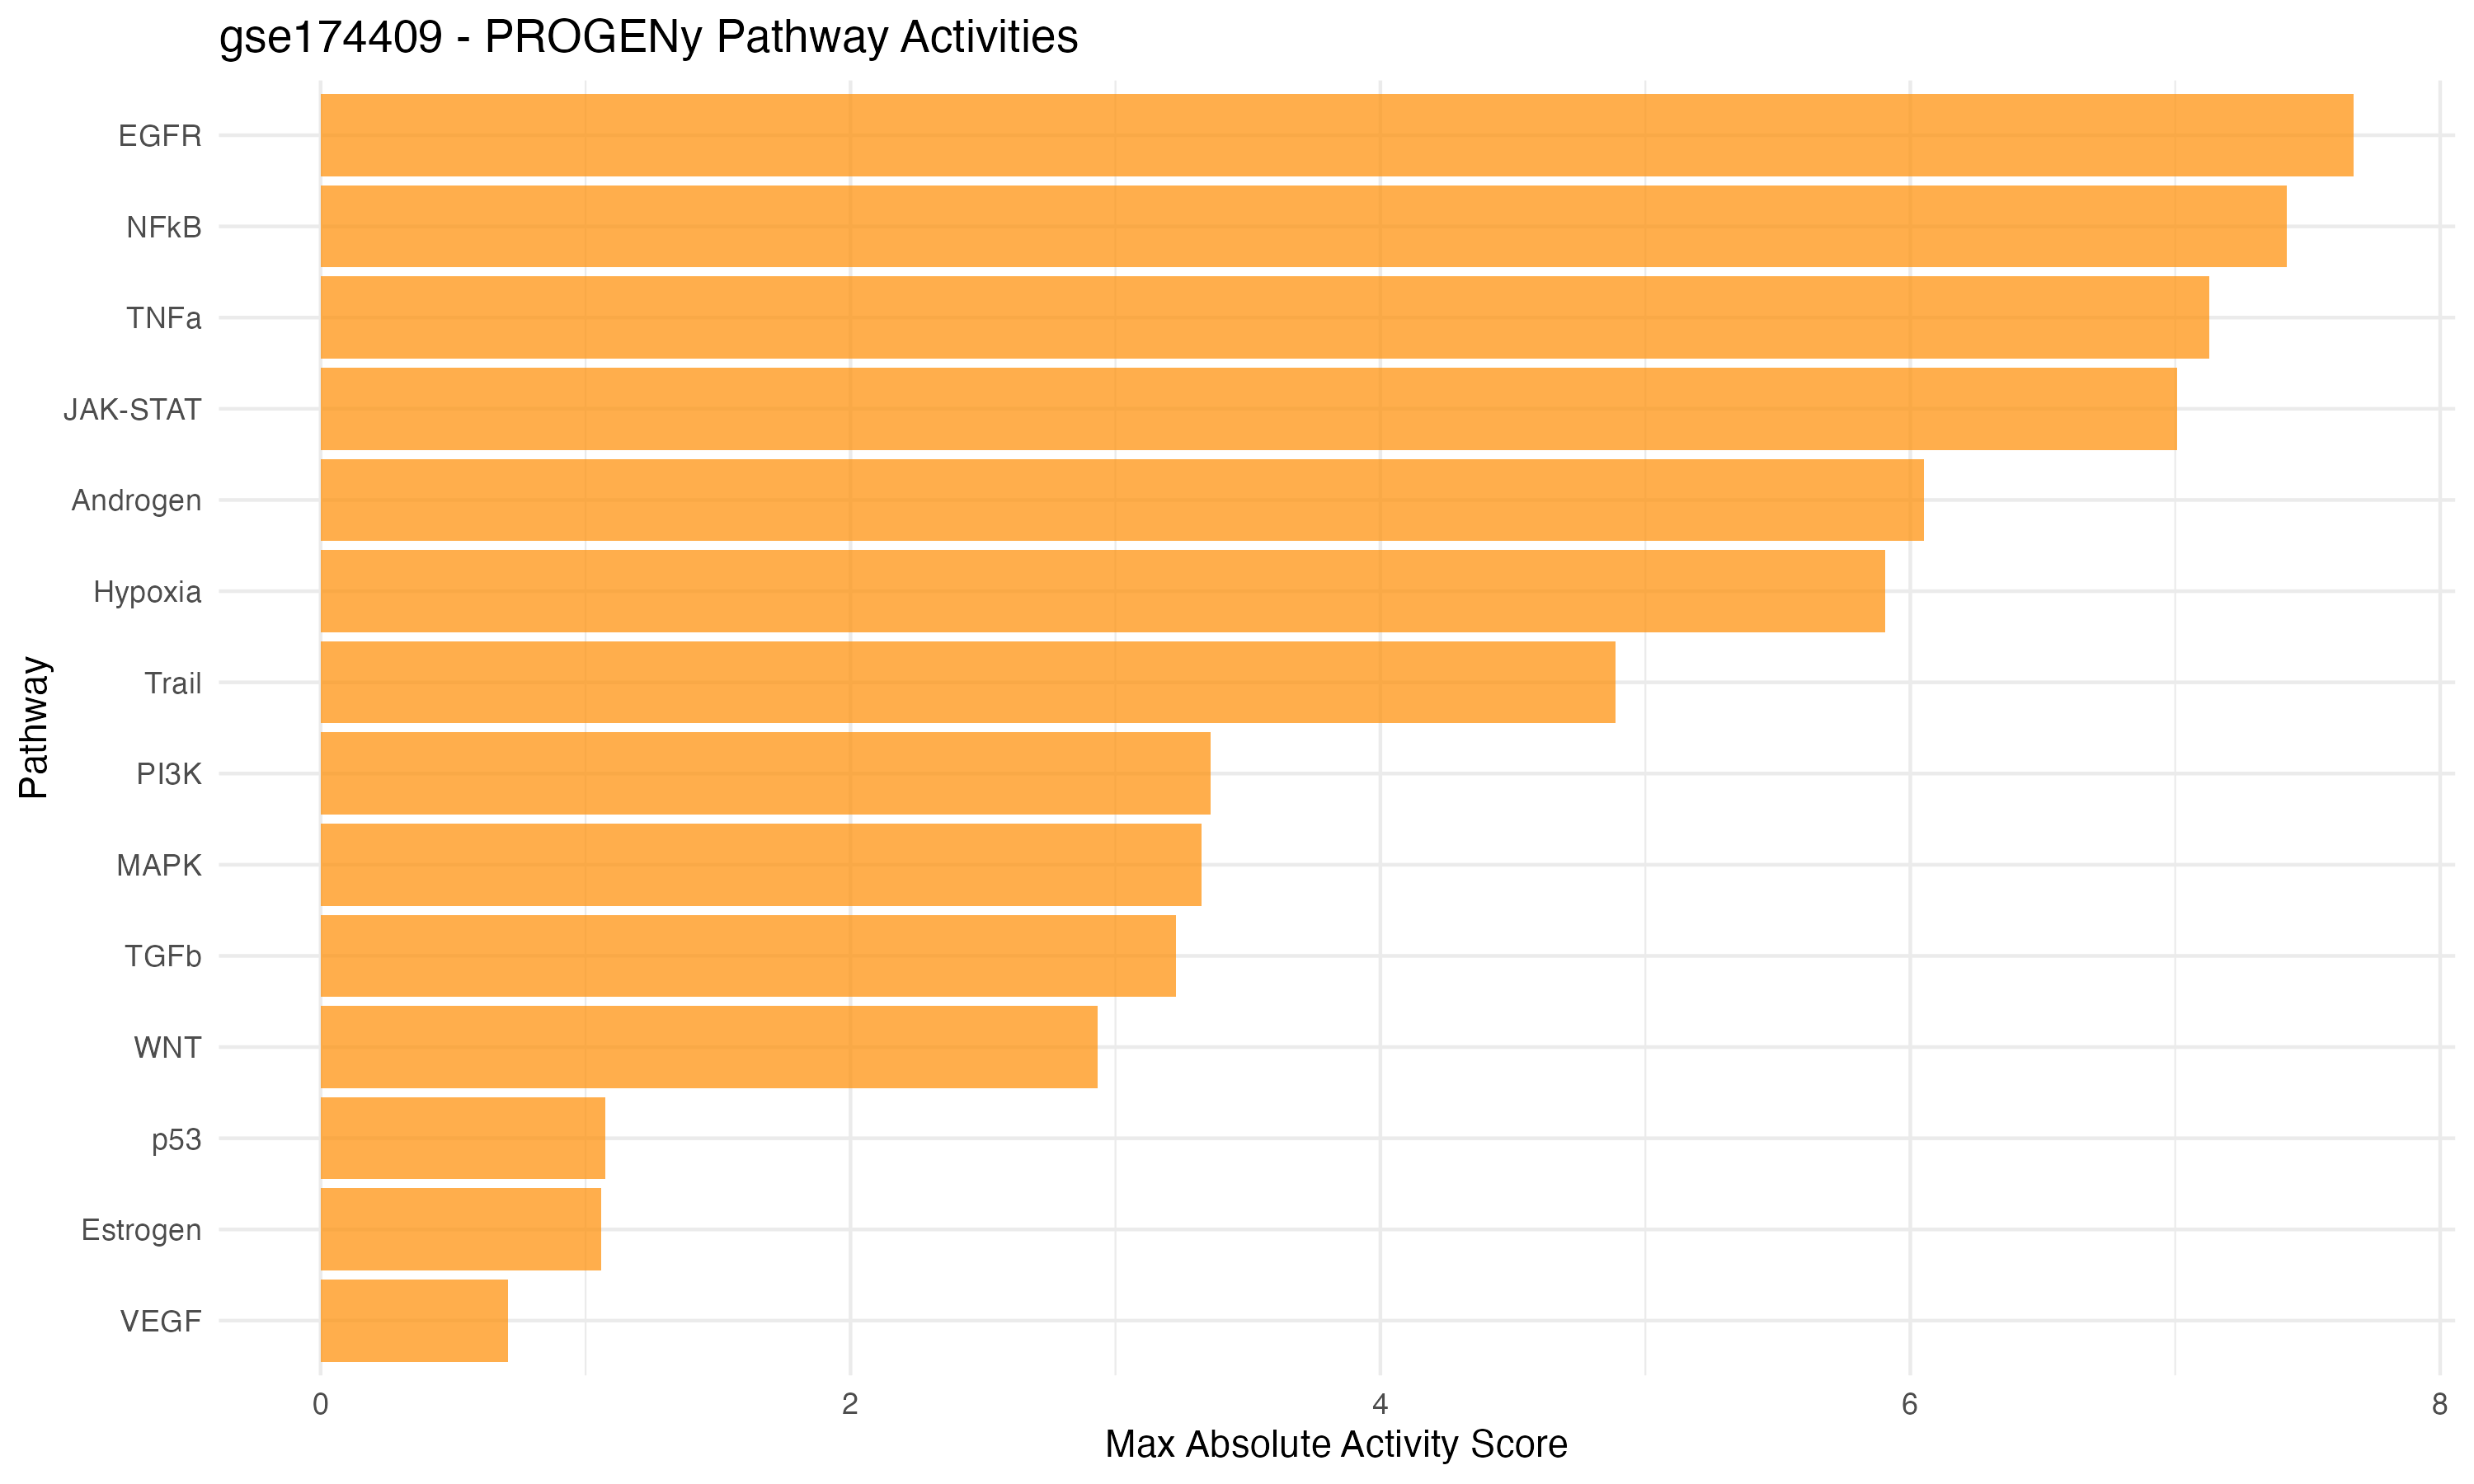 gse174409 - PROGENy Pathway Activities
EGFR
NFkB
TNFa
JAK-STAT
Androgen
Hypoxia
Trail
PI3K
MAPK
TGFb
WNT
p53
Estrogen
VEGF
Pathway
0 2 4 6 8
Max Absolute Activity Score